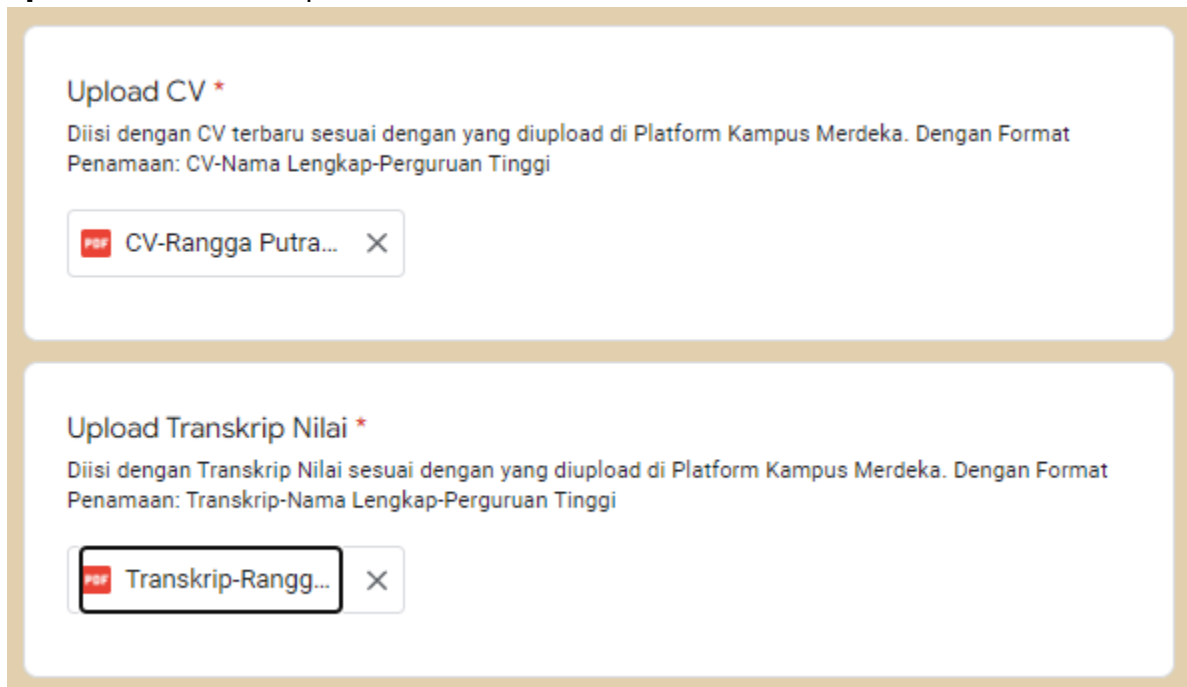 Upload CV *
Diisi dengan CV terbaru sesuai dengan yang diupload di Platform Kampus Merdeka. Dengan Format
Penamaan: CV-Nama Lengkap-Perguruan Tinggi
PDF CV-Rangga Putra...
Upload Transkrip Nilai *
Diisi dengan Transkrip Nilai sesuai dengan yang diupload di Platform Kampus Merdeka. Dengan Format
Penamaan: Transkrip-Nama Lengkap-Perguruan Tinggi
PDF Transkrip-Rangg...